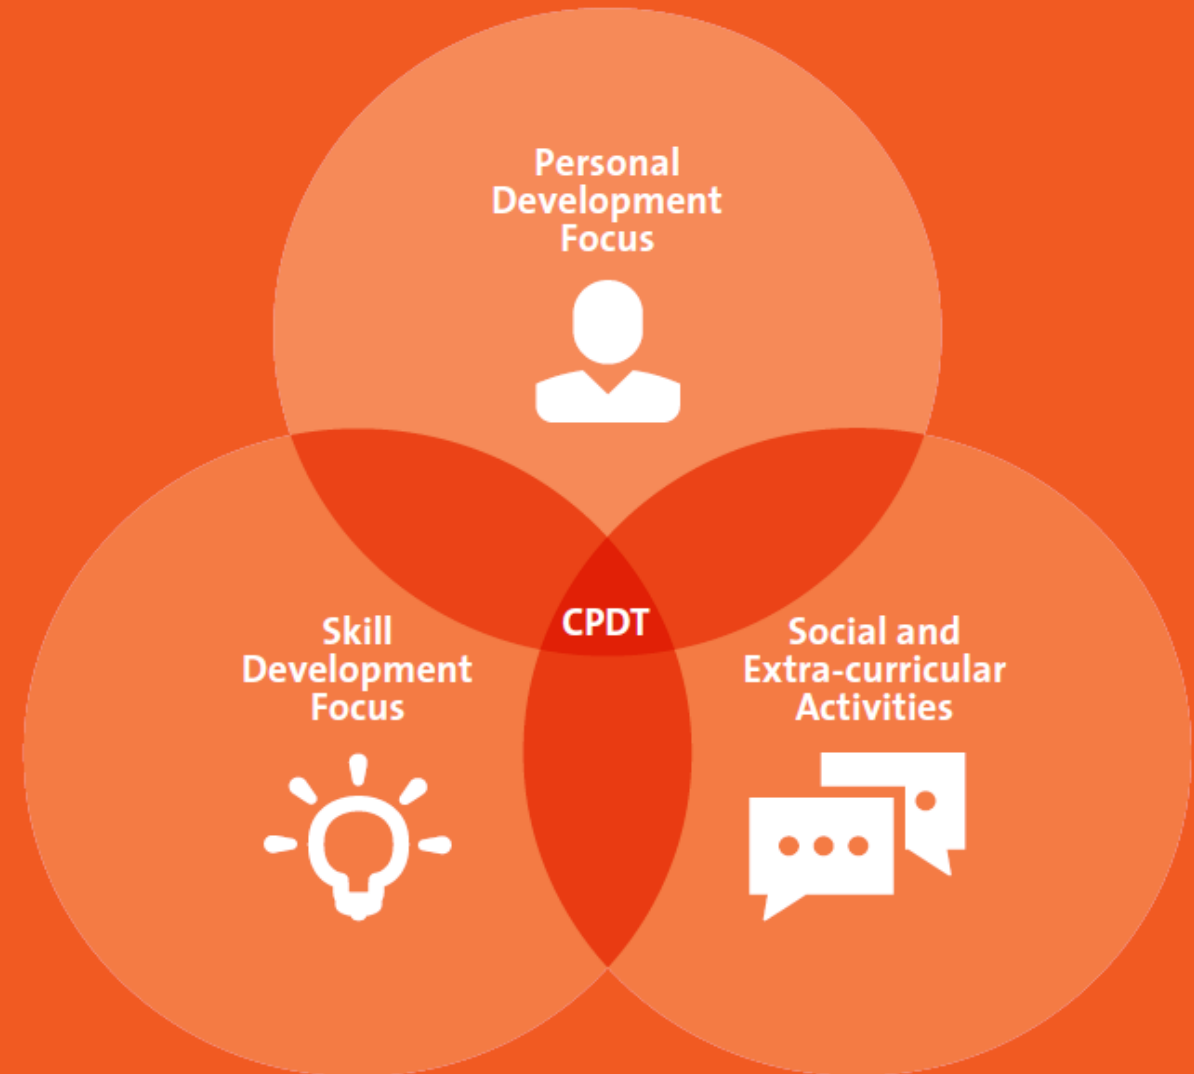 Personal
Development
Focus
CPDT
Skill
Development
Focus
Social and
Extra-curricular
Activities